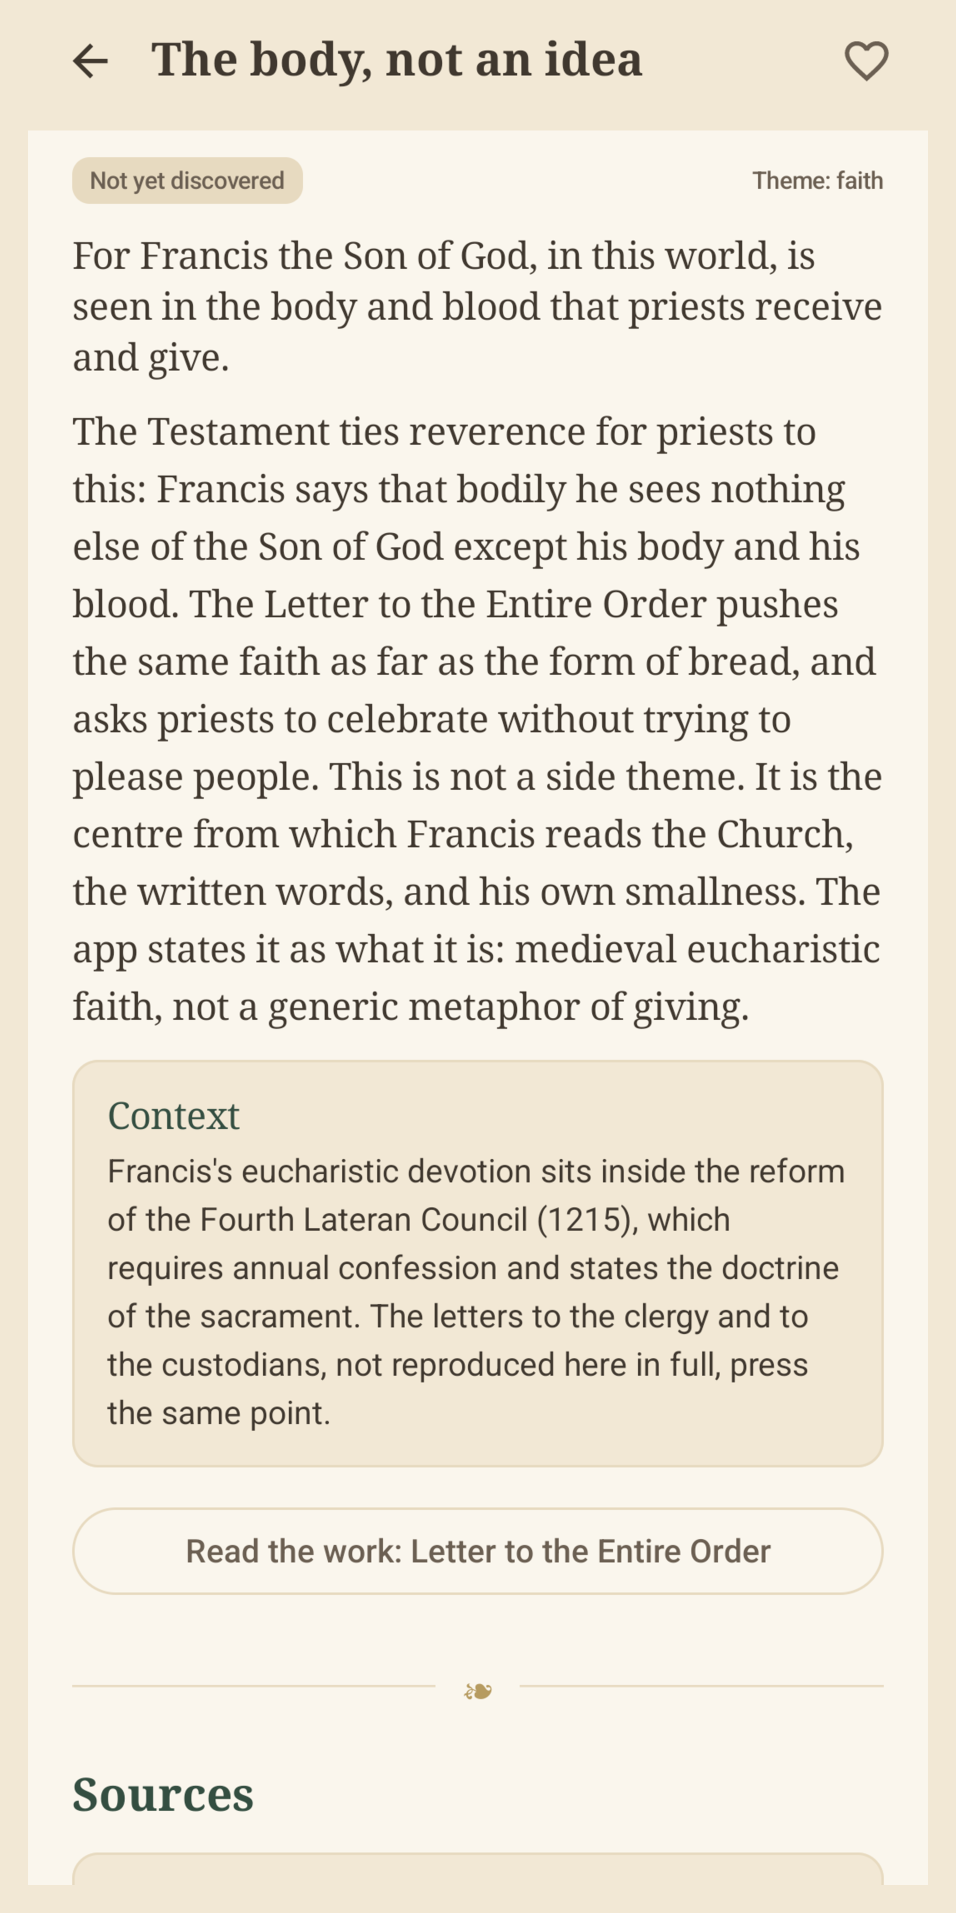 The body, not an idea
Not yet discovered
Theme: faith
For Francis the Son of God, in this world, is
seen in the body and blood that priests receive
and give.
The Testament ties reverence for priests to
this: Francis says that bodily he sees nothing
else of the Son of God except his body and his
blood. The Letter to the Entire Order pushes
the same faith as far as the form of bread, and
asks priests to celebrate without trying to
please people. This is not a side theme. It is the
centre from which Francis reads the Church,
the written words, and his own smallness. The
app states it as what it is: medieval eucharistic
faith, not a generic metaphor of giving.
Context
Francis's eucharistic devotion sits inside the reform
of the Fourth Lateran Council (1215), which
requires annual confession and states the doctrine
of the sacrament. The letters to the clergy and to
the custodians, not reproduced here in full, press
the same point.
Read the work: Letter to the Entire Order
Sources